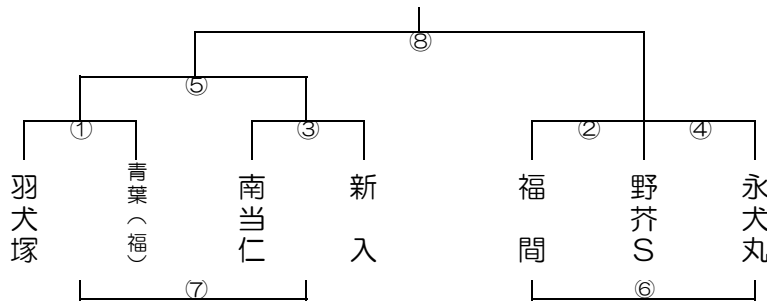 ⑧
⑤
① ③ ② ④
羽犬塚
青葉（福）
南当仁
新入
福間
野芥S
永犬丸
⑦ ⑥